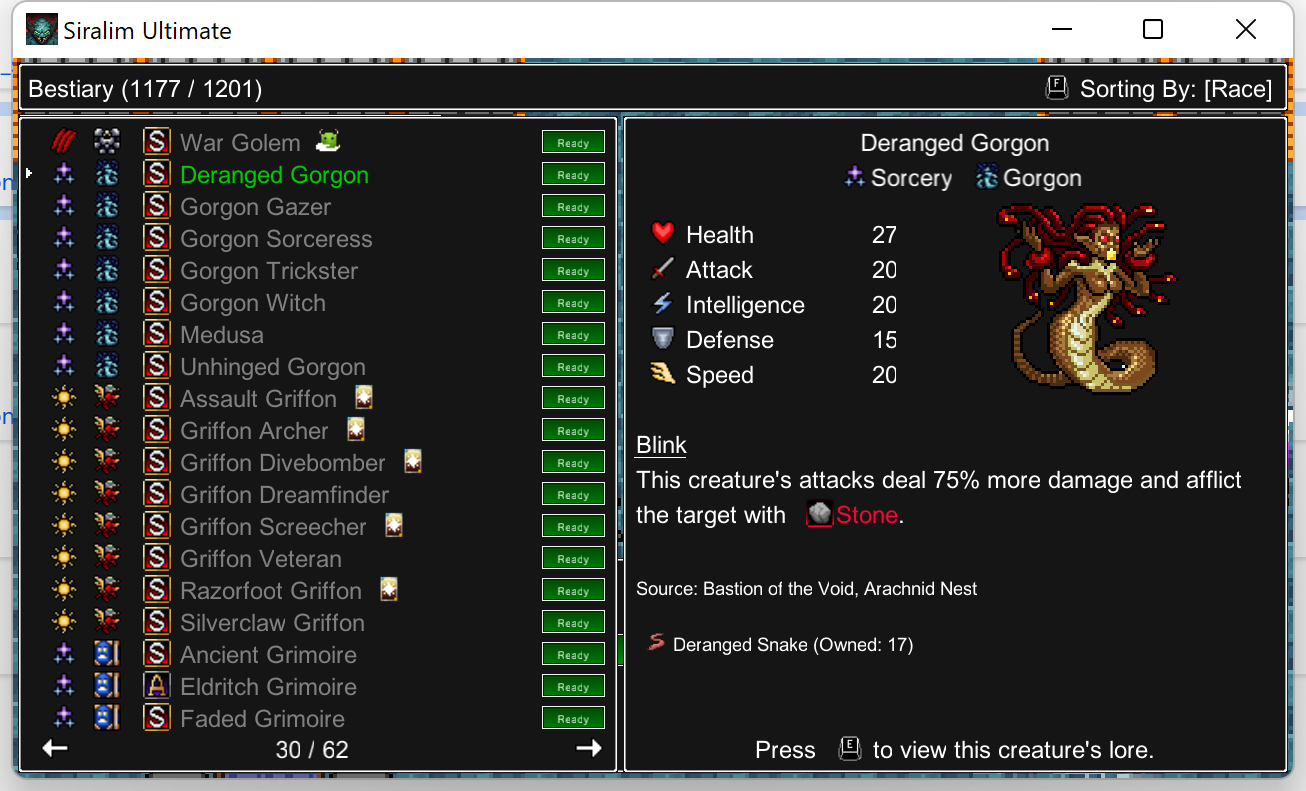 Siralim Ultimate
Bestiary (1177 / 1201)
F Sorting By: [Race]
S War Golem Ready
S Deranged Gorgon Ready
S Gorgon Gazer Ready
S Gorgon Sorceress Ready
S Gorgon Trickster Ready
S Gorgon Witch Ready
S Medusa Ready
S Unhinged Gorgon Ready
S Assault Griffon Ready
S Griffon Archer Ready
S Griffon Divebomber Ready
S Griffon Dreamfinder Ready
S Griffon Screecher Ready
S Griffon Veteran Ready
S Razorfoot Griffon Ready
S Silverclaw Griffon Ready
S Ancient Grimoire Ready
A Eldritch Grimoire Ready
S Faded Grimoire Ready
30 / 62
Deranged Gorgon
Sorcery Gorgon
Health 27
Attack 20
Intelligence 20
Defense 15
Speed 20
Blink
This creature's attacks deal 75% more damage and afflict
the target with Stone.
Source: Bastion of the Void, Arachnid Nest
Deranged Snake (Owned: 17)
Press E to view this creature's lore.